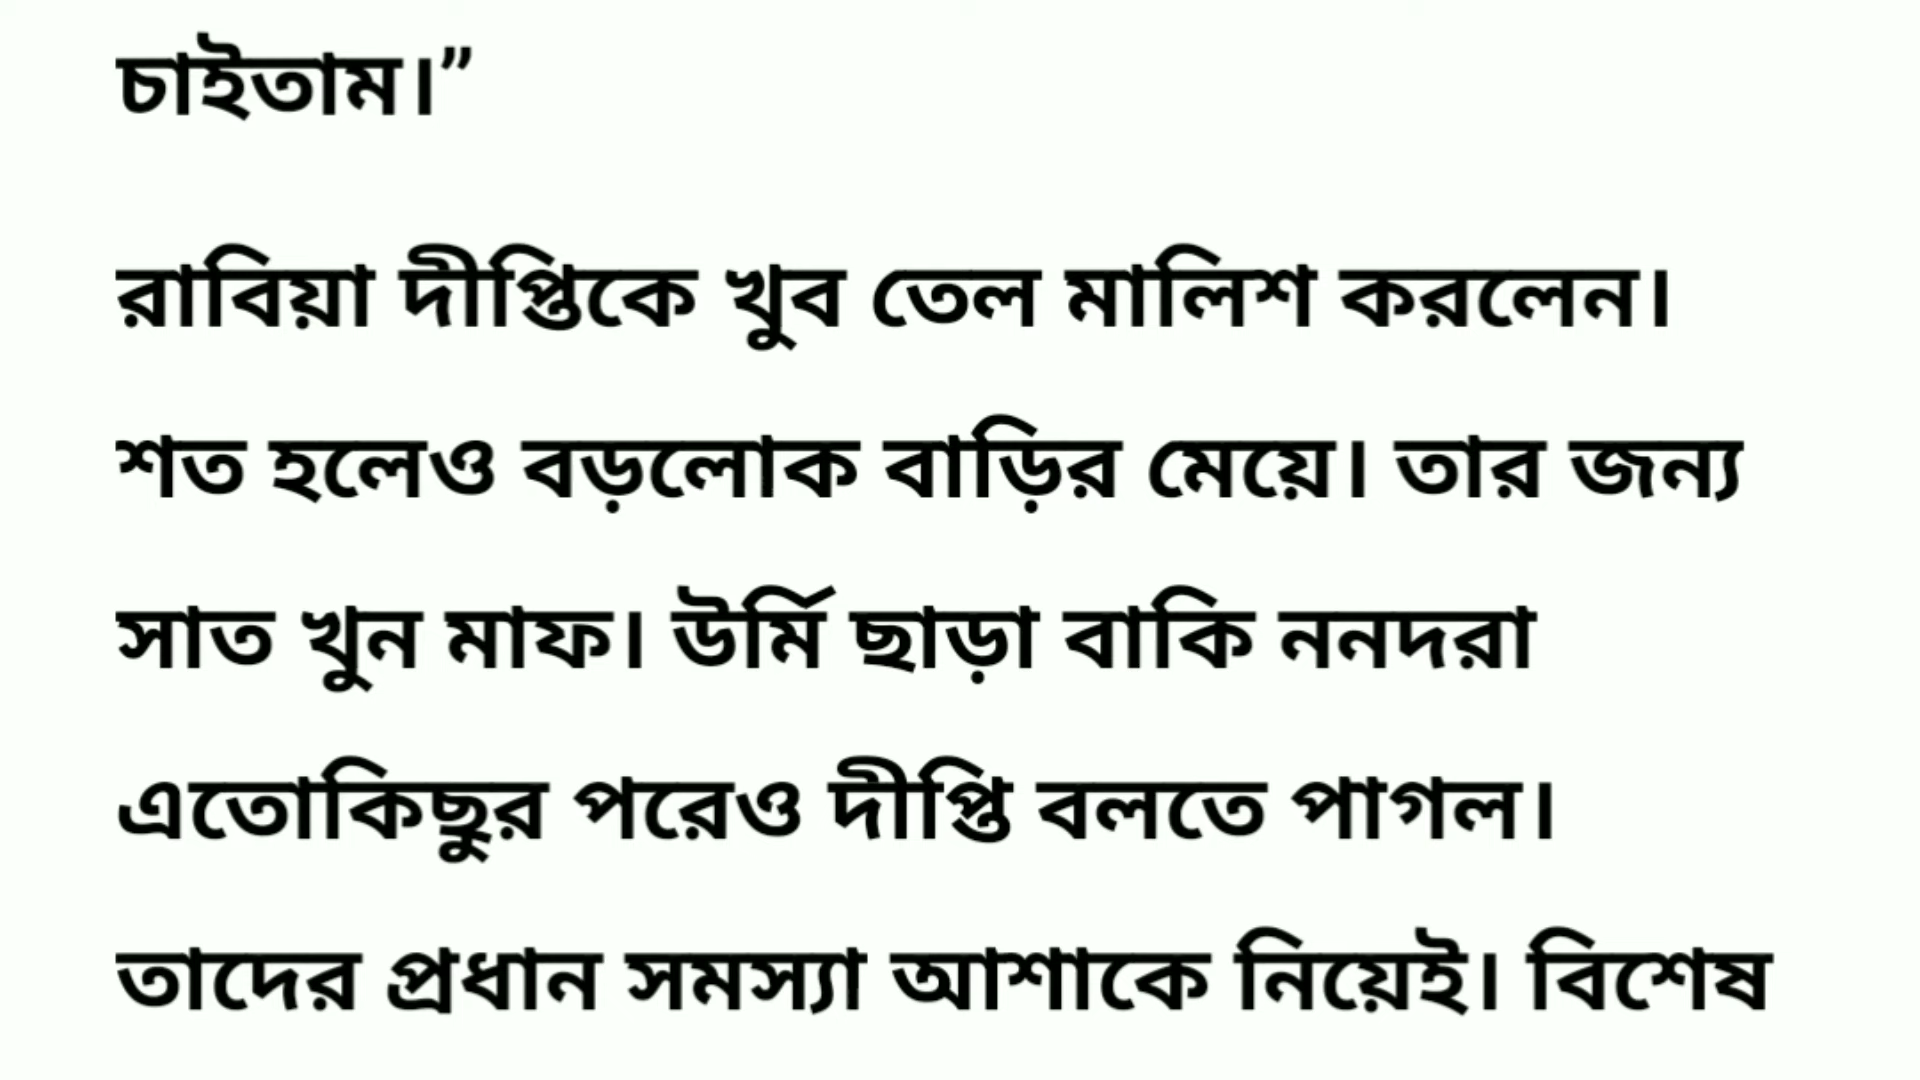 চাইতাম।”
রাবিয়া দীপ্তিকে খুব তেল মালিশ করলেন।
শত হলেও বড়লোক বাড়ির মেয়ে। তার জন্য
সাত খুন মাফ। উর্মি ছাড়া বাকি ননদরা
এতোকিছুর পরেও দীপ্তি বলতে পাগল।
তাদের প্রধান সমস্যা আশাকে নিয়েই। বিশেষ